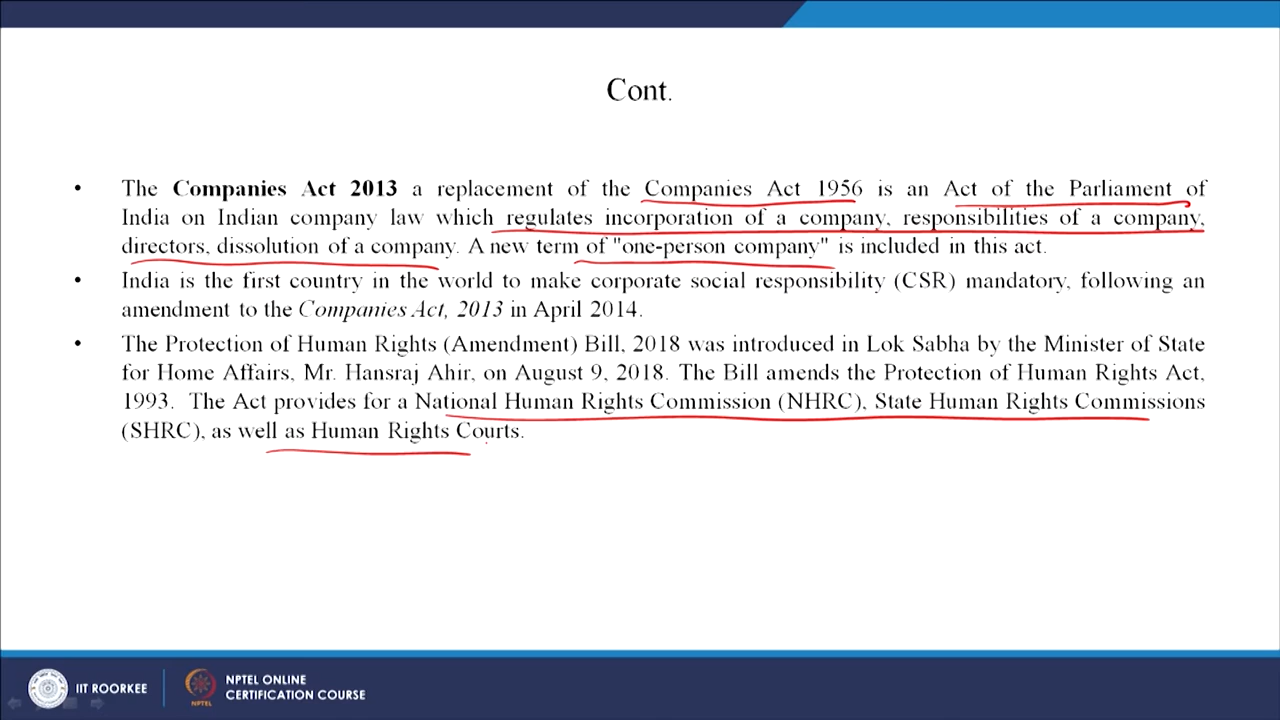 Cont.
• The Companies Act 2013 a replacement of the Companies Act 1956 is an Act of the Parliament of
India on Indian company law which regulates incorporation of a company, responsibilities of a company,
directors, dissolution of a company. A new term of "one-person company" is included in this act.
• India is the first country in the world to make corporate social responsibility (CSR) mandatory, following an
amendment to the Companies Act, 2013 in April 2014.
• The Protection of Human Rights (Amendment) Bill, 2018 was introduced in Lok Sabha by the Minister of State
for Home Affairs, Mr. Hansraj Ahir, on August 9, 2018. The Bill amends the Protection of Human Rights Act,
1993. The Act provides for a National Human Rights Commission (NHRC), State Human Rights Commissions
(SHRC), as well as Human Rights Courts.
IIT ROORKEE
NPTEL
NPTEL ONLINE
CERTIFICATION COURSE